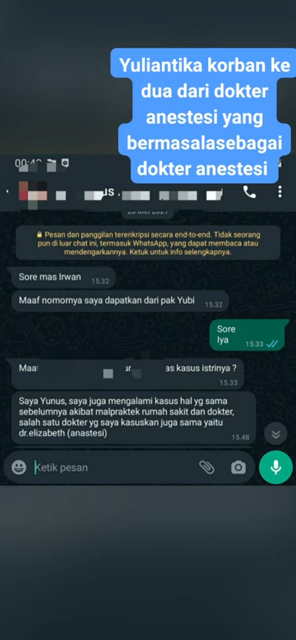 Yuliantika korban ke
dua dari dokter
anestesi yang
bermasalasebagai
dokter anestesi
us
Pesan dan panggilan terenkripsi secara end-to-end. Tidak seorang
pun di luar chat ini, termasuk WhatsApp, yang dapat membaca atau
mendengarkannya. Ketuk untuk info selengkapnya.
Sore mas Irwan 15.32
Maaf nomornya saya dapatkan dari pak Yubi 15.32
Sore
Iya 15.33
as kasus istrinya ?
15.33
Saya Yunus, saya juga mengalami kasus hal yg sama
sebelumnya akibat malpraktek rumah sakit dan dokter,
salah satu dokter yg saya kasuskan juga sama yaitu
dr.elizabeth (anastesi) 15.48
Ketik pesan